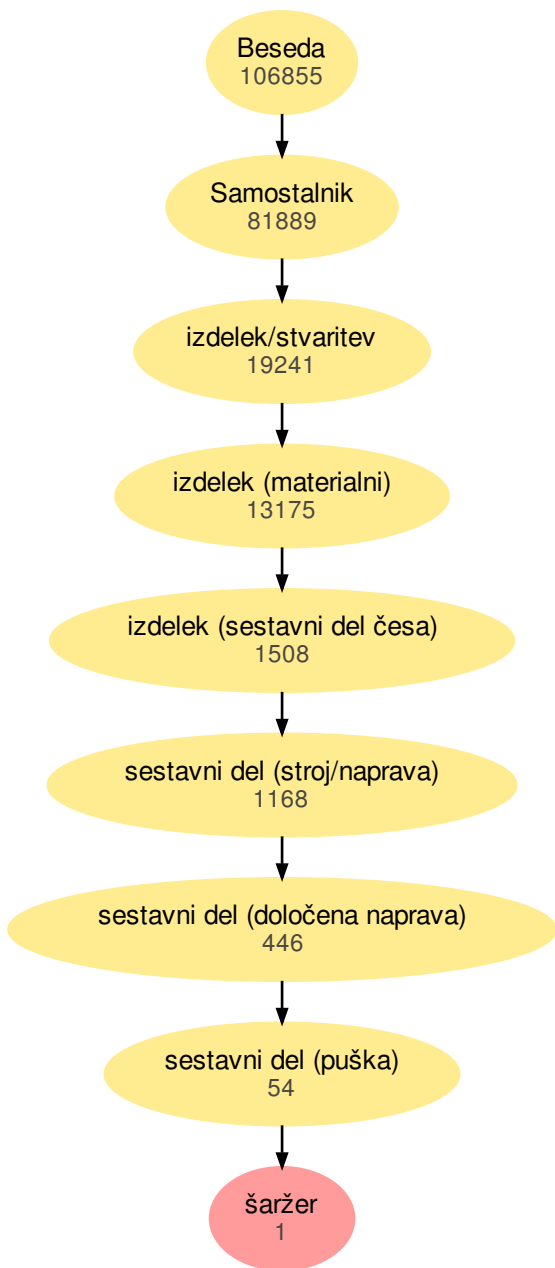 Beseda
106855
Samostalnik
81889
izdelek/stvaritev
19241
izdelek (materialni)
13175
izdelek (sestavni del česa)
1508
sestavni del (stroj/naprava)
1168
sestavni del (določena naprava)
446
sestavni del (puška)
54
šaržer
1